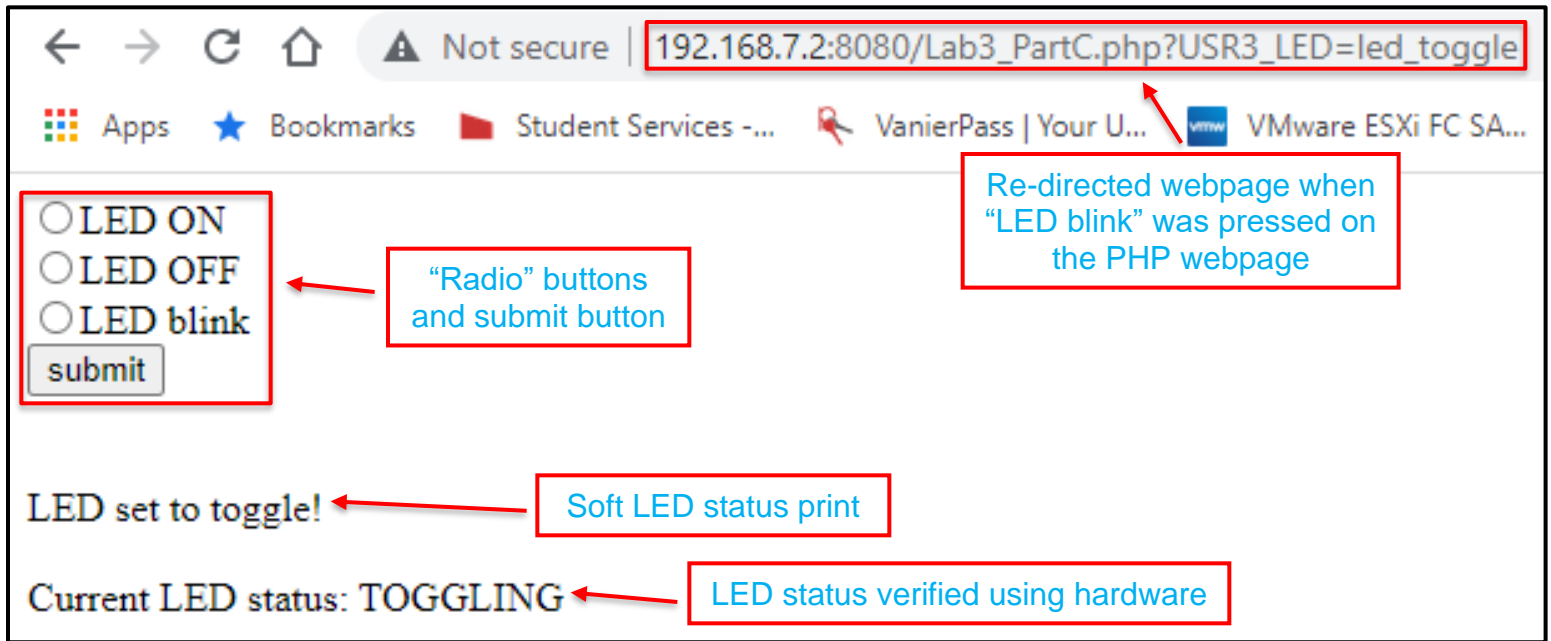 Not secure | 192.168.7.2:8080/Lab3_PartC.php?USR3_LED=led_toggle
Apps Bookmarks Student Services -... VanierPass | Your U... vmw VMware ESXi FC SA...
Re-directed webpage when
“LED blink” was pressed on
the PHP webpage
LED ON
LED OFF
LED blink
submit
“Radio” buttons
and submit button
LED set to toggle!
Soft LED status print
Current LED status: TOGGLING
LED status verified using hardware